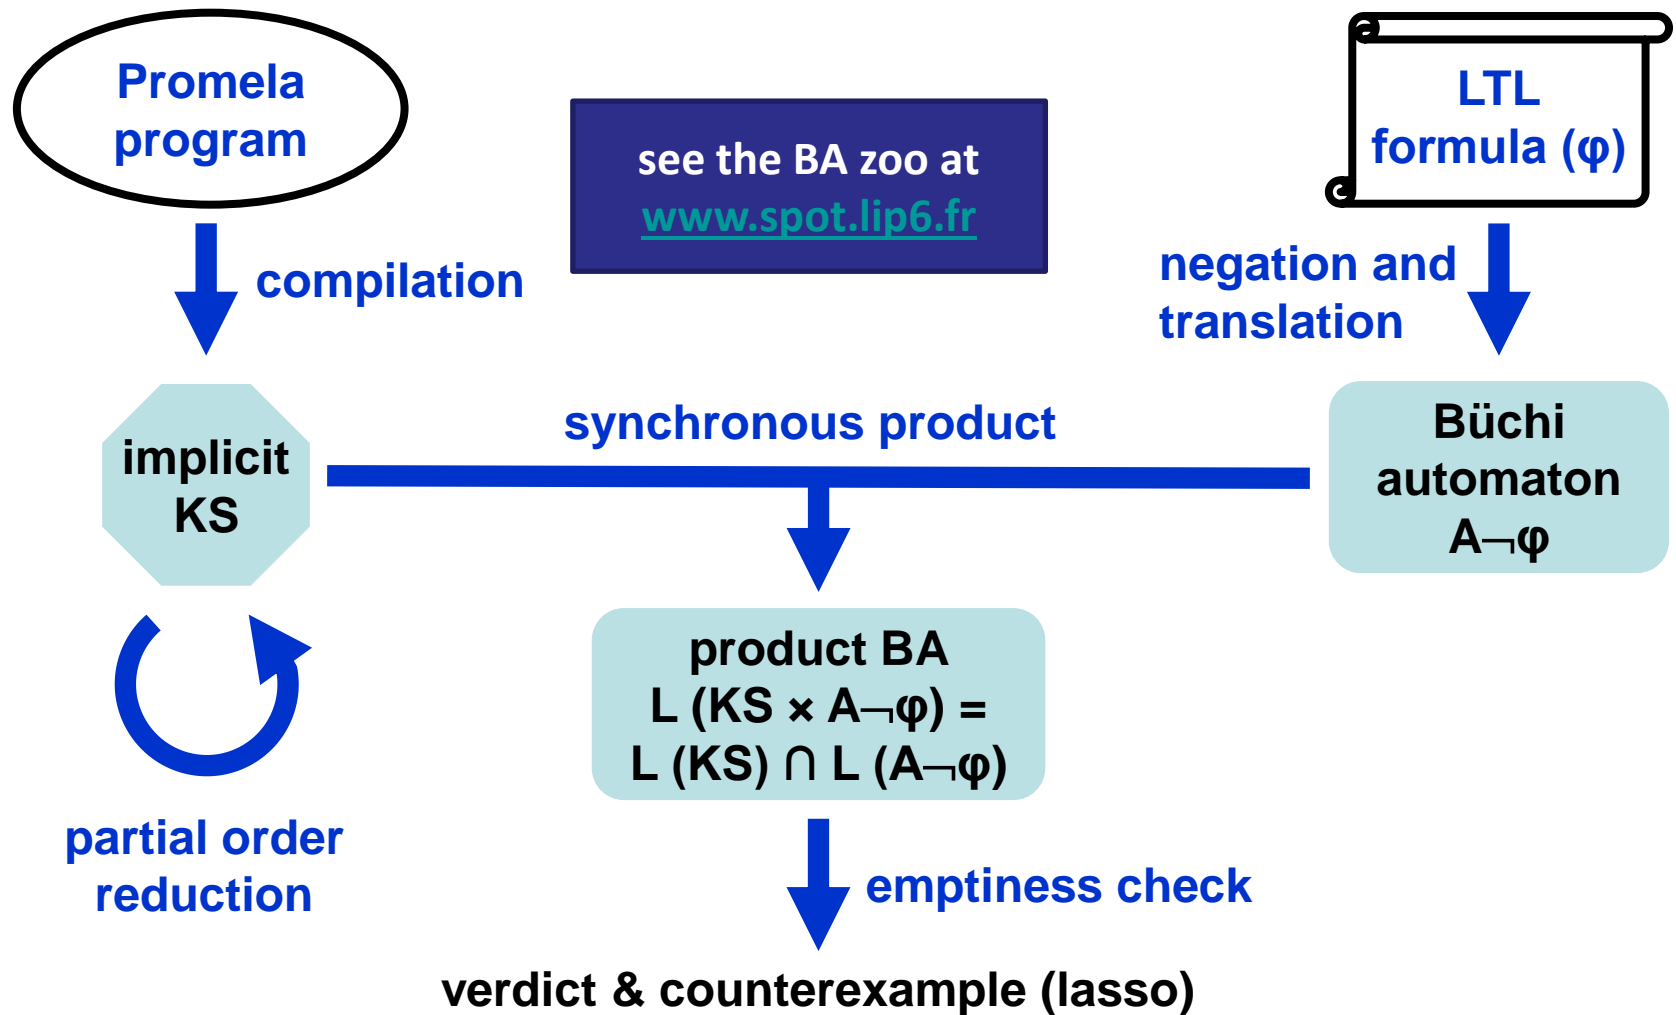 Promela
program
see the BA zoo at
www.spot.lip6.fr
LTL
formula (φ)
compilation
negation and
translation
implicit
KS
synchronous product
Büchi
automaton
A¬φ
product BA
L (KS × A¬φ) =
L (KS) ∩ L (A¬φ)
partial order
reduction
emptiness check
verdict & counterexample (lasso)